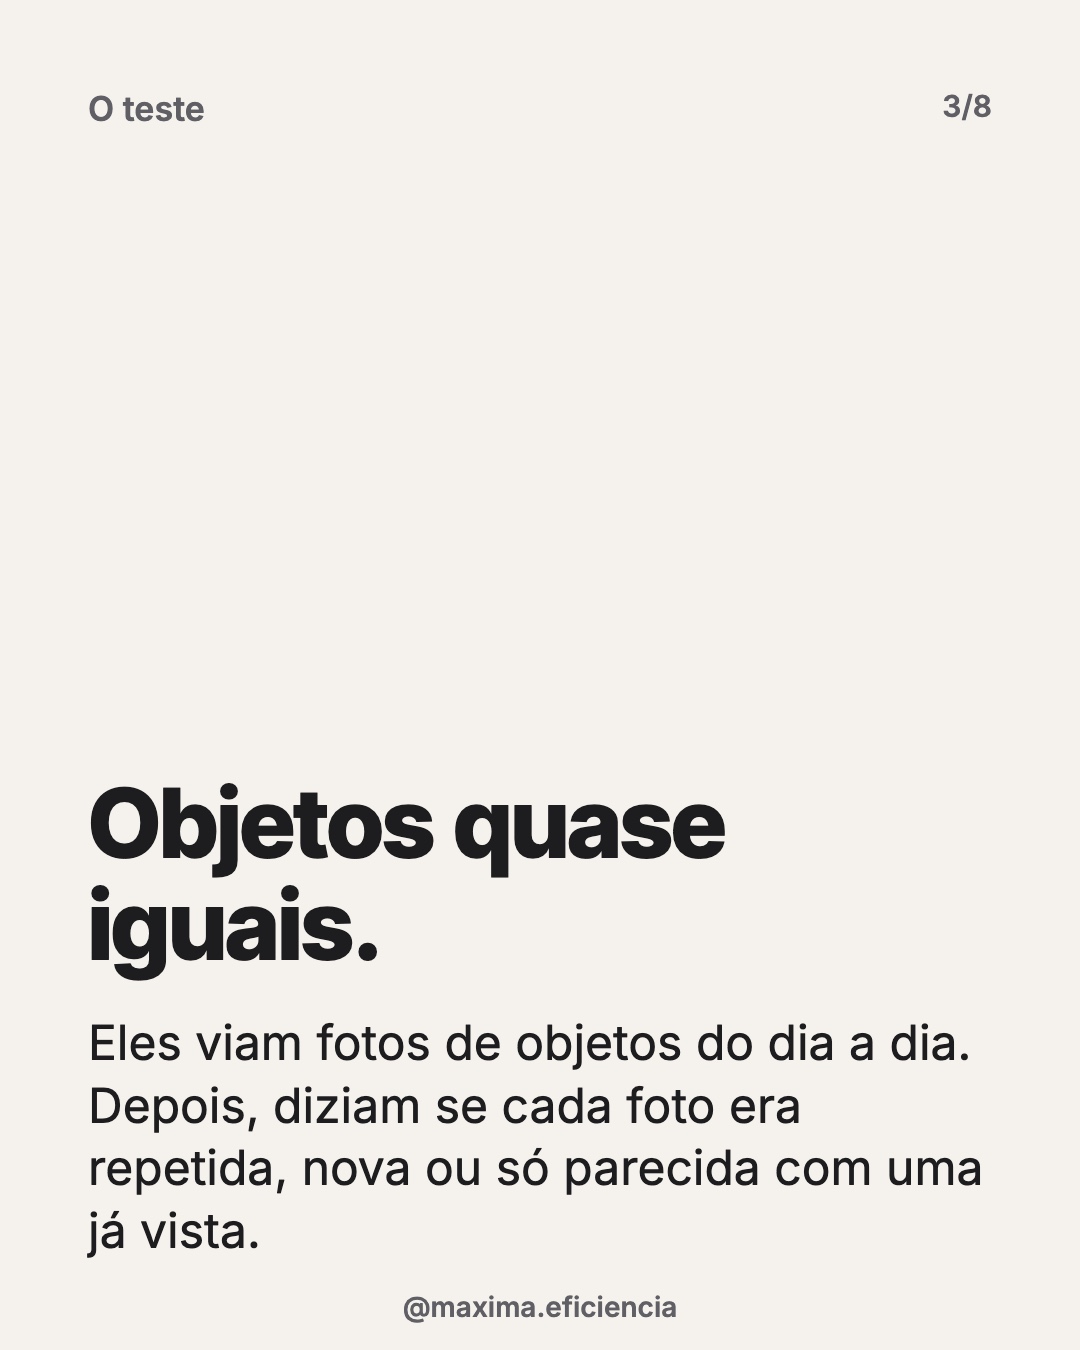 O teste
3/8
Objetos quase
iguais.
Eles viam fotos de objetos do dia a dia.
Depois, diziam se cada foto era
repetida, nova ou só parecida com uma
já vista.
@maxima.eficiencia